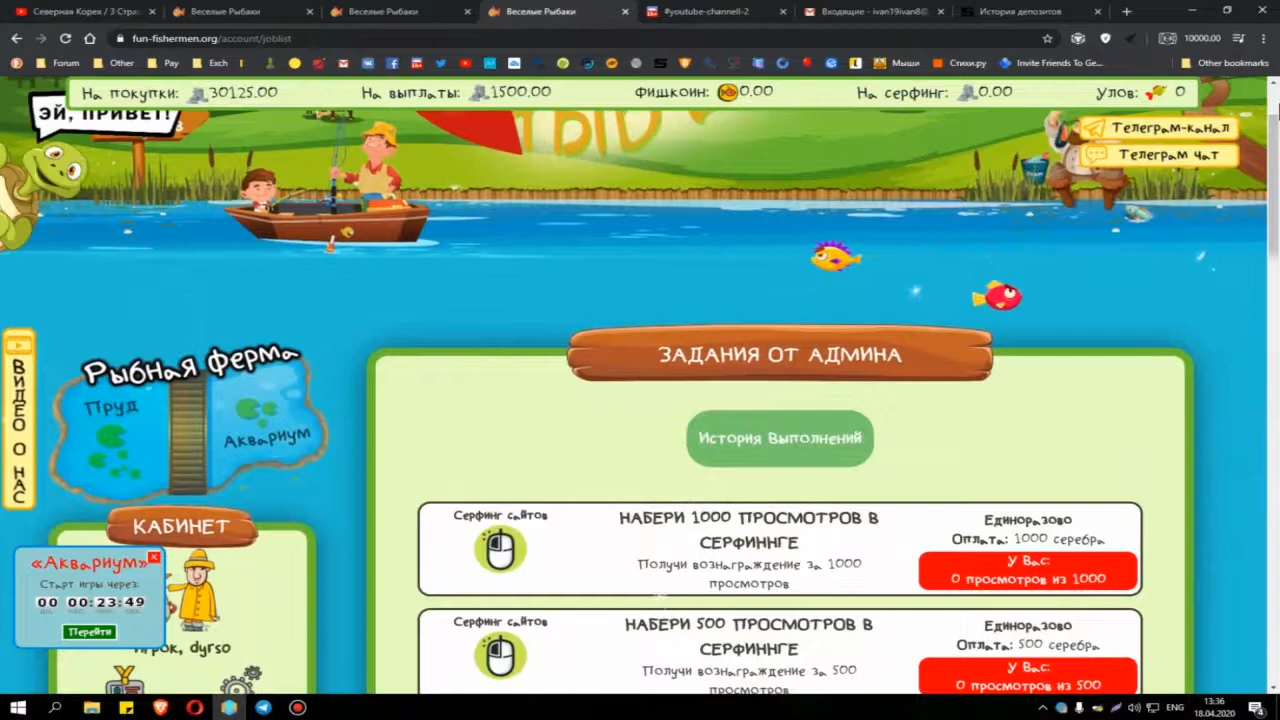 Северная Корея / 3 Стра
Веселые Рыбаки
Веселые Рыбаки
Веселые Рыбаки
#youtube-channell-2
Входящие - ivan19ivan8@
История депозитов
fun-fishermen.org/account/joblist
10000.00
Forum
Other
Pay
Exch
Мыши
Стихи.ру
Invite Friends To Ge...
Other bookmarks
На покупки: 30125.00
На выплаты: 1500.00
Фишкоин: 0.00
На серфинг: 0.00
Улов: 0
ЭЙ, ПРИВЕТ!
Телеграм-канал
Телеграм чат
ВИДЕО О НАС
Рыбная ферма
Пруд
Аквариум
ЗАДАНИЯ ОТ АДМИНА
История Выполнений
КАБИНЕТ
«Аквариум»
Старт игры через:
00 00:23:49
Перейти
Игрок, dyrso
Серфинг сайтов
НАБЕРИ 1000 ПРОСМОТРОВ В
СЕРФИННГЕ
Получи вознаграждение за 1000
просмотров
Единоразово
Оплата: 1000 серебра
У Вас:
0 просмотров из 1000
Серфинг сайтов
НАБЕРИ 500 ПРОСМОТРОВ В
СЕРФИННГЕ
Получи вознаграждение за 500
просмотров
Единоразово
Оплата: 500 серебра
У Вас:
0 просмотров из 500
ENG
13:36
18.04.2020